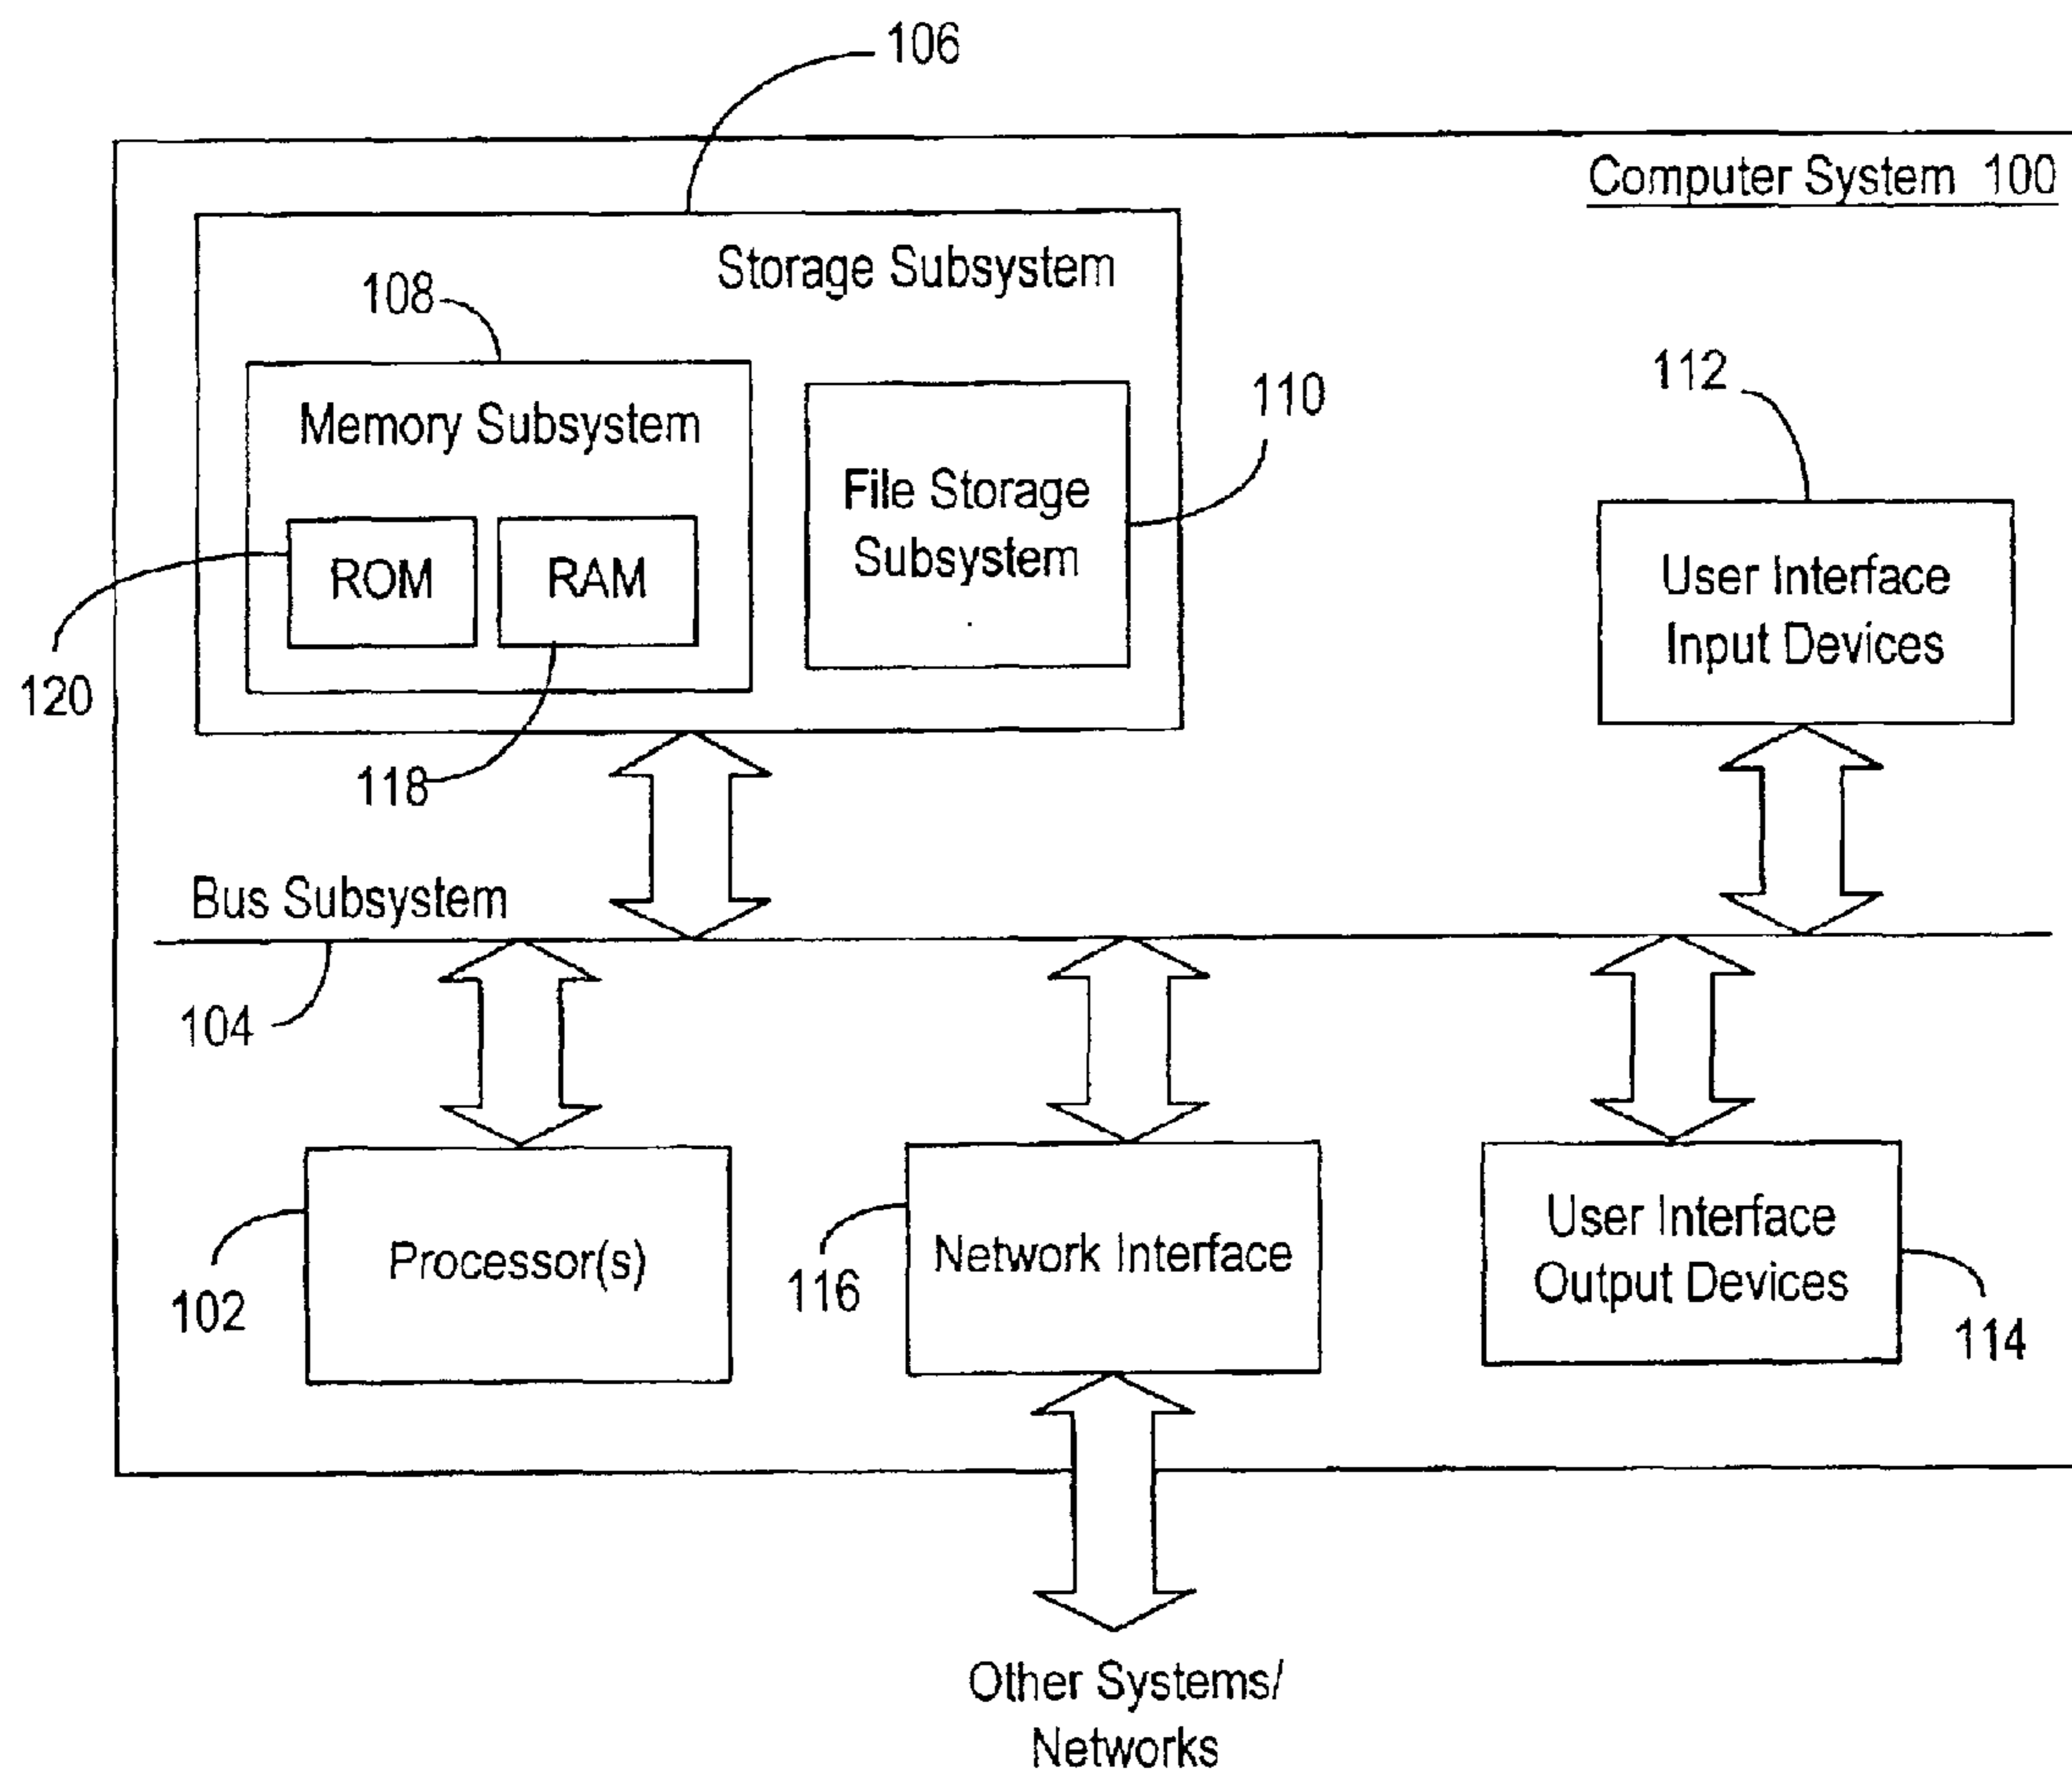 106
Computer System 100
Storage Subsystem
108
112
110
Memory Subsystem
File Storage
Subsystem
ROM
RAM
User Interface
Input Devices
120
118
Bus Subsystem
104
Processor(s)
Network Interface
User Interface
Output Devices
102
116
114
Other Systems/
Networks